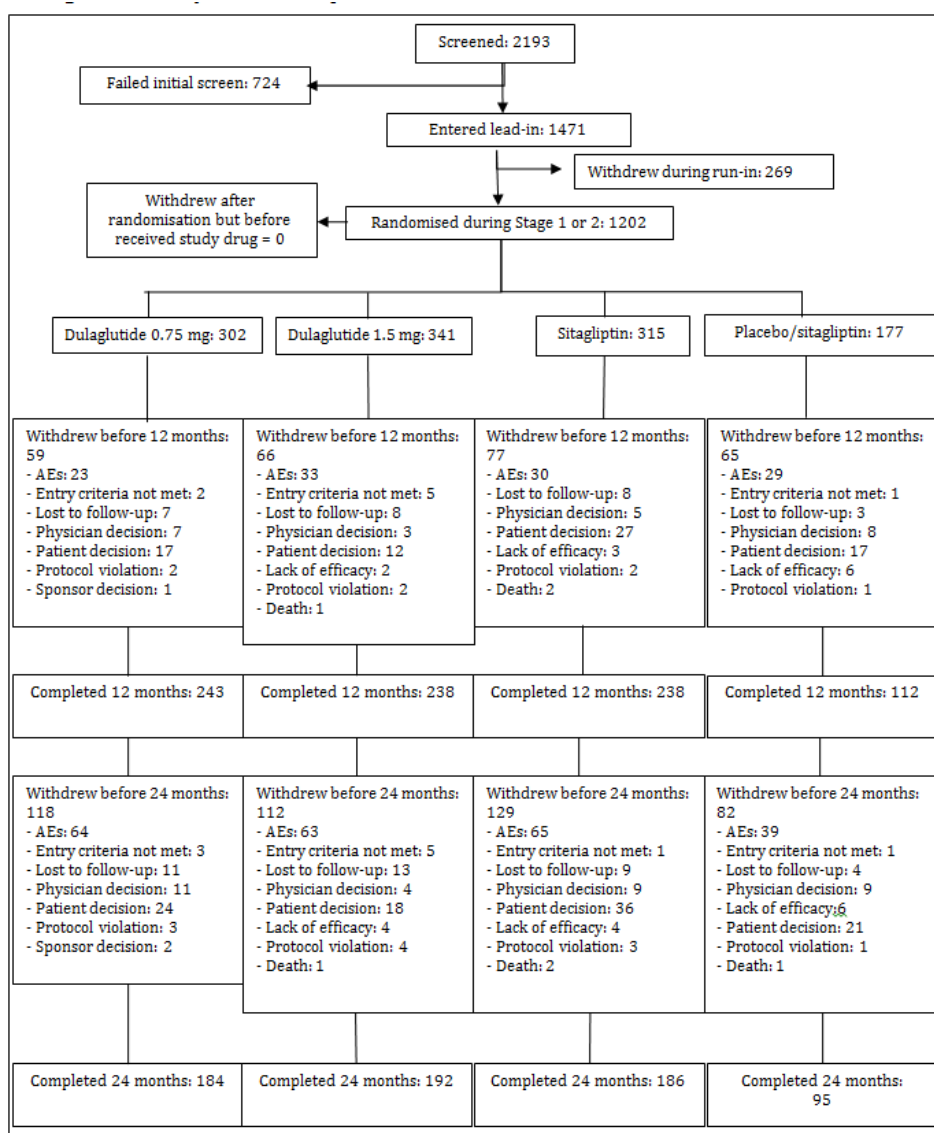 Screened: 2193
Failed initial screen: 724
Entered lead-in: 1471
Withdrew during run-in: 269
Withdrew after
randomisation but before
received study drug = 0
Randomised during Stage 1 or 2: 1202
Dulaglutide 0.75 mg: 302
Dulaglutide 1.5 mg: 341
Sitagliptin: 315
Placebo/sitagliptin: 177
Withdrew before 12 months:
59
- AEs: 23
- Entry criteria not met: 2
- Lost to follow-up: 7
- Physician decision: 7
- Patient decision: 17
- Protocol violation: 2
- Sponsor decision: 1
Withdrew before 12 months:
66
- AEs: 33
- Entry criteria not met: 5
- Lost to follow-up: 8
- Physician decision: 3
- Patient decision: 12
- Lack of efficacy: 2
- Protocol violation: 2
- Death: 1
Withdrew before 12 months:
77
- AEs: 30
- Lost to follow-up: 8
- Physician decision: 5
- Patient decision: 27
- Lack of efficacy: 3
- Protocol violation: 2
- Death: 2
Withdrew before 12 months:
65
- AEs: 29
- Entry criteria not met: 1
- Lost to follow-up: 3
- Physician decision: 8
- Patient decision: 17
- Lack of efficacy: 6
- Protocol violation: 1
Completed 12 months: 243
Completed 12 months: 238
Completed 12 months: 238
Completed 12 months: 112
Withdrew before 24 months:
118
- AEs: 64
- Entry criteria not met: 3
- Lost to follow-up: 11
- Physician decision: 11
- Patient decision: 24
- Protocol violation: 3
- Sponsor decision: 2
Withdrew before 24 months:
112
- AEs: 63
- Entry criteria not met: 5
- Lost to follow-up: 13
- Physician decision: 4
- Patient decision: 18
- Lack of efficacy: 4
- Protocol violation: 4
- Death: 1
Withdrew before 24 months:
129
- AEs: 65
- Entry criteria not met: 1
- Lost to follow-up: 9
- Physician decision: 9
- Patient decision: 36
- Lack of efficacy: 4
- Protocol violation: 3
- Death: 2
Withdrew before 24 months:
82
- AEs: 39
- Entry criteria not met: 1
- Lost to follow-up: 4
- Physician decision: 9
- Lack of efficacy:6
- Patient decision: 21
- Protocol violation: 1
- Death: 1
Completed 24 months: 184
Completed 24 months: 192
Completed 24 months: 186
Completed 24 months:
95